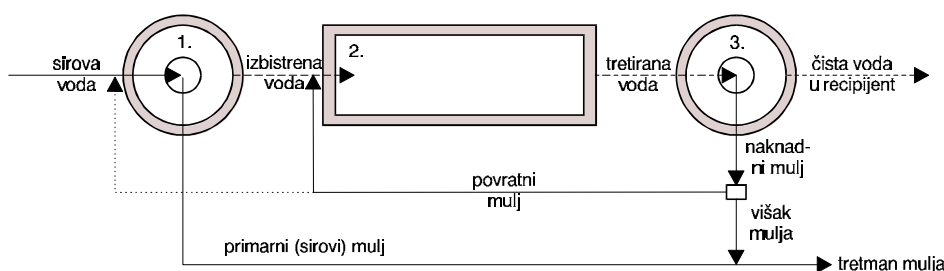 1.
2.
3.
sirova
voda
izbistrena
voda
tretirana
voda
čista voda
u recipijent
naknad-
ni mulj
povratni
mulj
višak
mulja
primarni (sirovi) mulj
tretman mulja